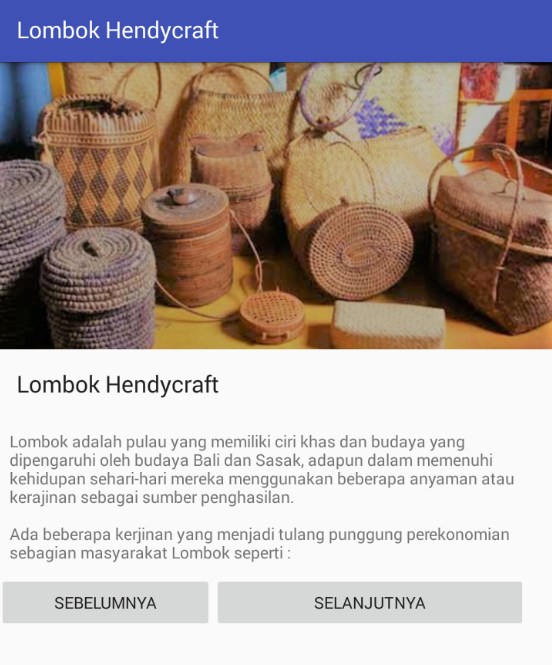 Lombok Hendycraft
Lombok Hendycraft
Lombok adalah pulau yang memiliki ciri khas dan budaya yang
dipengaruhi oleh budaya Bali dan Sasak, adapun dalam memenuhi
kehidupan sehari-hari mereka menggunakan beberapa anyaman atau
kerajinan sebagai sumber penghasilan.
Ada beberapa kerjinan yang menjadi tulang punggung perekonomian
sebagian masyarakat Lombok seperti :
SEBELUMNYA
SELANJUTNYA